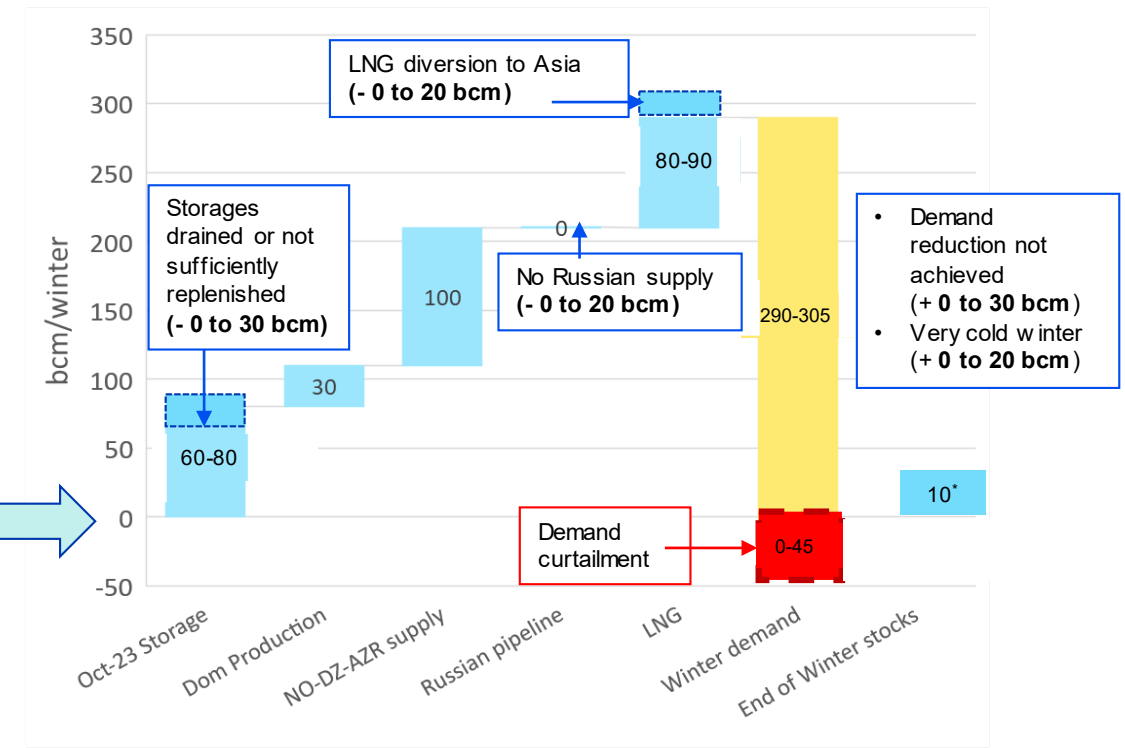 350
300
250
200
150
100
50
0
-50
bcm/winter
LNG diversion to Asia
(- 0 to 20 bcm)
Storages
drained or not
sufficiently
replenished
(- 0 to 30 bcm)
60-80
30
100
0
No Russian supply
(- 0 to 20 bcm)
80-90
290-305
• Demand
reduction not
achieved
(+ 0 to 30 bcm)
• Very cold winter
(+ 0 to 20 bcm)
Demand
curtailment
0-45
10*
Oct-23 Storage
Dom Production
NO-DZ-AZR supply
Russian pipeline
LNG
Winter demand
End of Winter stocks